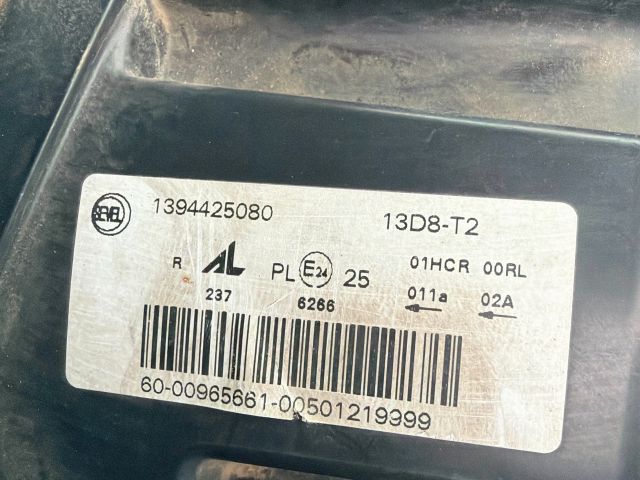 SEVEL 1394425080 13D8-T2
R AL PL E24 25 01HCR 00RL
237 6266 011a 02A
60-00965661-00501219999